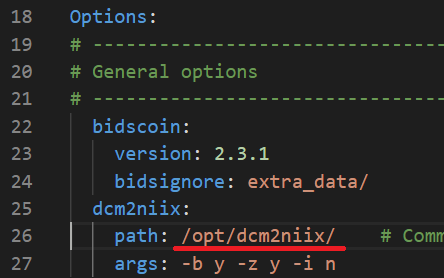 18 Options:
19 # --------------------------------
20 # General options
21 # --------------------------------
22 bidscoin:
23 version: 2.3.1
24 bidsignore: extra_data/
25 dcm2niix:
26 path: /opt/dcm2niix/ # Comm
27 args: -b y -z y -i n